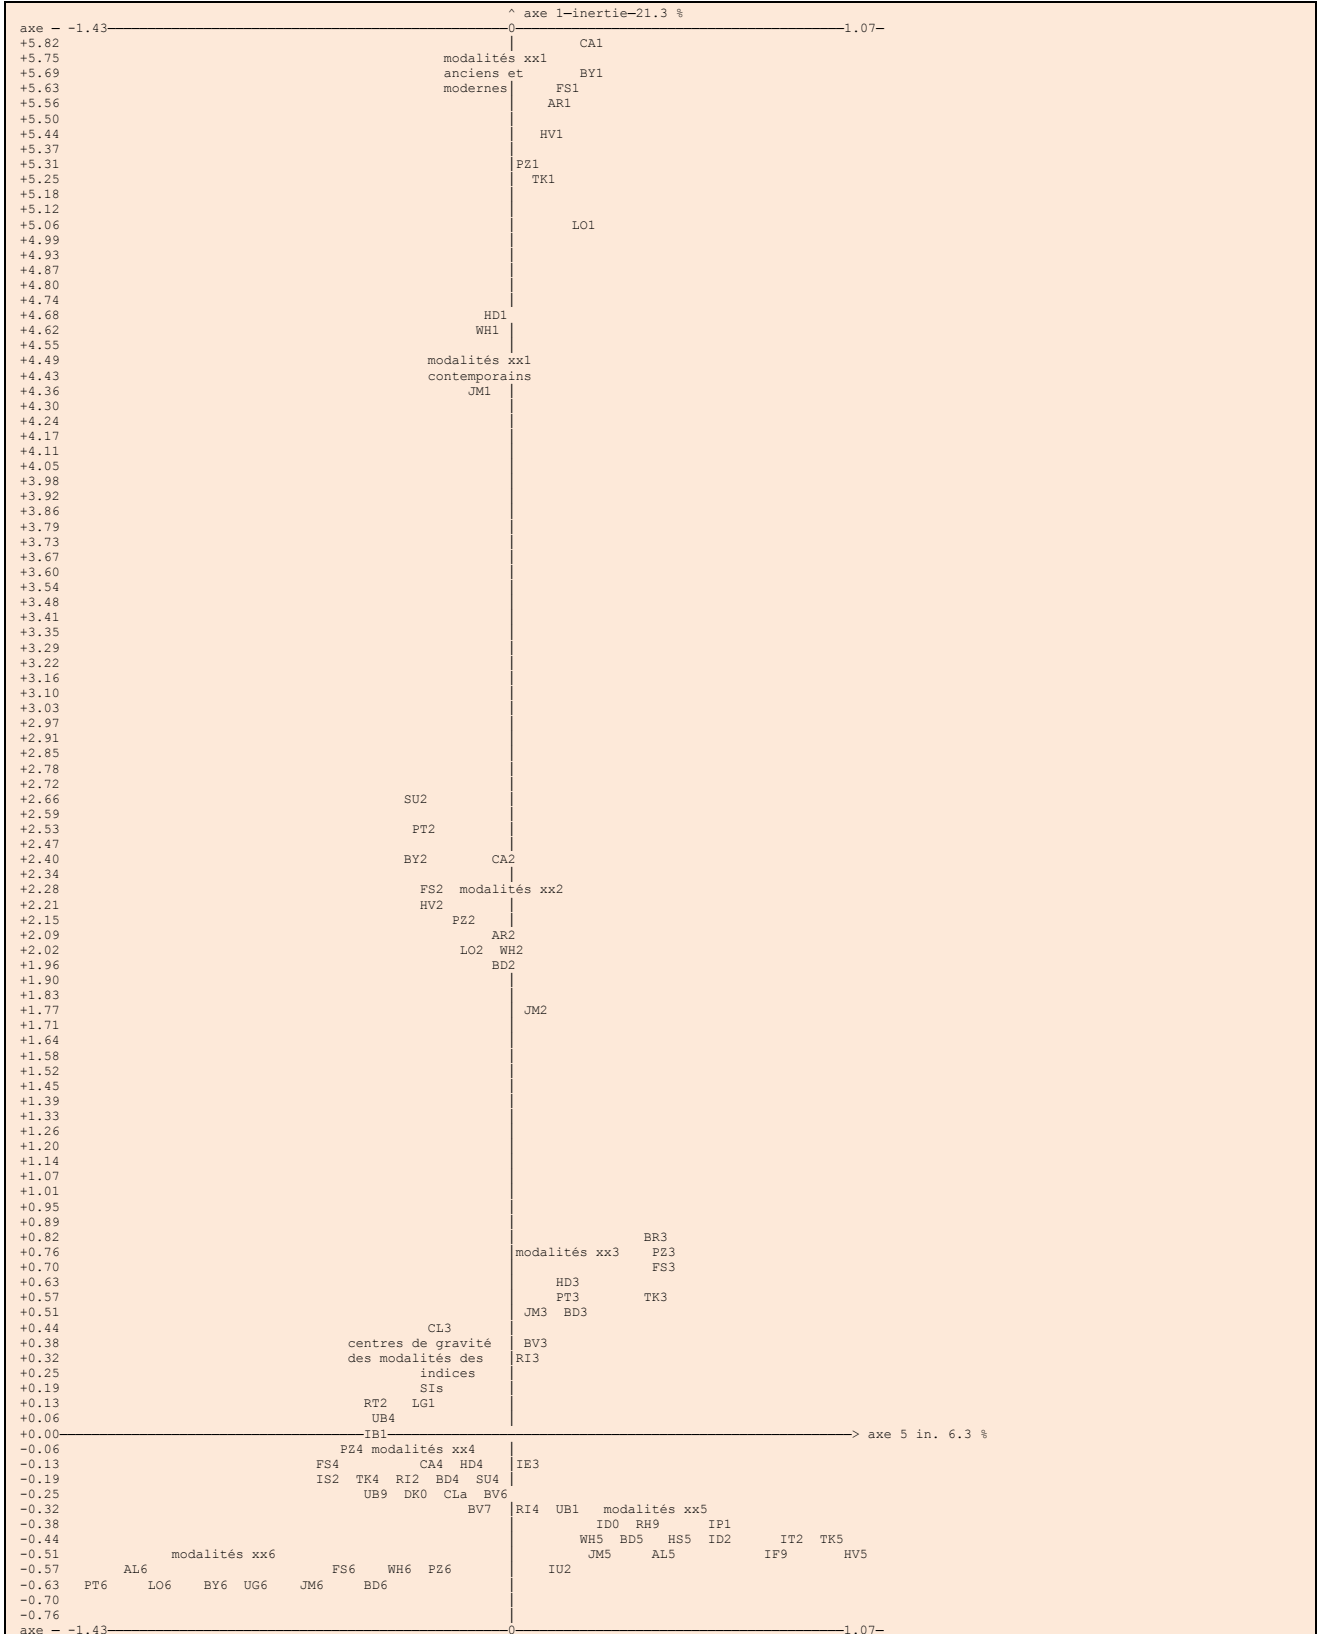 ^ axe 1—inertie—21.3 %
axe — -1.43—0—1.07—
+5.82 CA1
+5.75 modalités xx1
+5.69 anciens et BY1
+5.63 modernes FS1
+5.56 AR1
+5.50
+5.44 HV1
+5.37
+5.31 PZ1
+5.25 TK1
+5.18
+5.12
+5.06 LO1
+4.99
+4.93
+4.87
+4.80
+4.74
+4.68 HD1
+4.62 WH1
+4.55
+4.49 modalités xx1
+4.43 contemporains
+4.36 JM1
+4.30
+4.24
+4.17
+4.11
+4.05
+3.98
+3.92
+3.86
+3.79
+3.73
+3.67
+3.60
+3.54
+3.48
+3.41
+3.35
+3.29
+3.22
+3.16
+3.10
+3.03
+2.97
+2.91
+2.85
+2.78
+2.72
+2.66 SU2
+2.59
+2.53 PT2
+2.47
+2.40 BY2 CA2
+2.34
+2.28 FS2 modalités xx2
+2.21 HV2
+2.15 PZ2
+2.09 AR2
+2.02 LO2 WH2
+1.96 BD2
+1.90
+1.83
+1.77 JM2
+1.71
+1.64
+1.58
+1.52
+1.45
+1.39
+1.33
+1.26
+1.20
+1.14
+1.07
+1.01
+0.95
+0.89
+0.82 BR3
+0.76 modalités xx3 PZ3
+0.70 FS3
+0.63 HD3
+0.57 PT3 TK3
+0.51 JM3 BD3
+0.44 CL3
+0.38 centres de gravité BV3
+0.32 des modalités des RI3
+0.25 indices
+0.19 SIs
+0.13 RT2 LG1
+0.06 UB4
+0.00—IB1—> axe 5 in. 6.3 %
-0.06 PZ4 modalités xx4
-0.13 FS4 CA4 HD4 IE3
-0.19 IS2 TK4 RI2 BD4 SU4
-0.25 UB9 DK0 CLa BV6
-0.32 BV7 RI4 UB1 modalités xx5
-0.38 ID0 RH9 IP1
-0.44 WH5 BD5 HS5 ID2 IT2 TK5
-0.51 modalités xx6 JM5 AL5 IF9 HV5
-0.57 AL6 FS6 WH6 PZ6 IU2
-0.63 PT6 LO6 BY6 UG6 JM6 BD6
-0.70
-0.76
axe — -1.43—0—1.07—